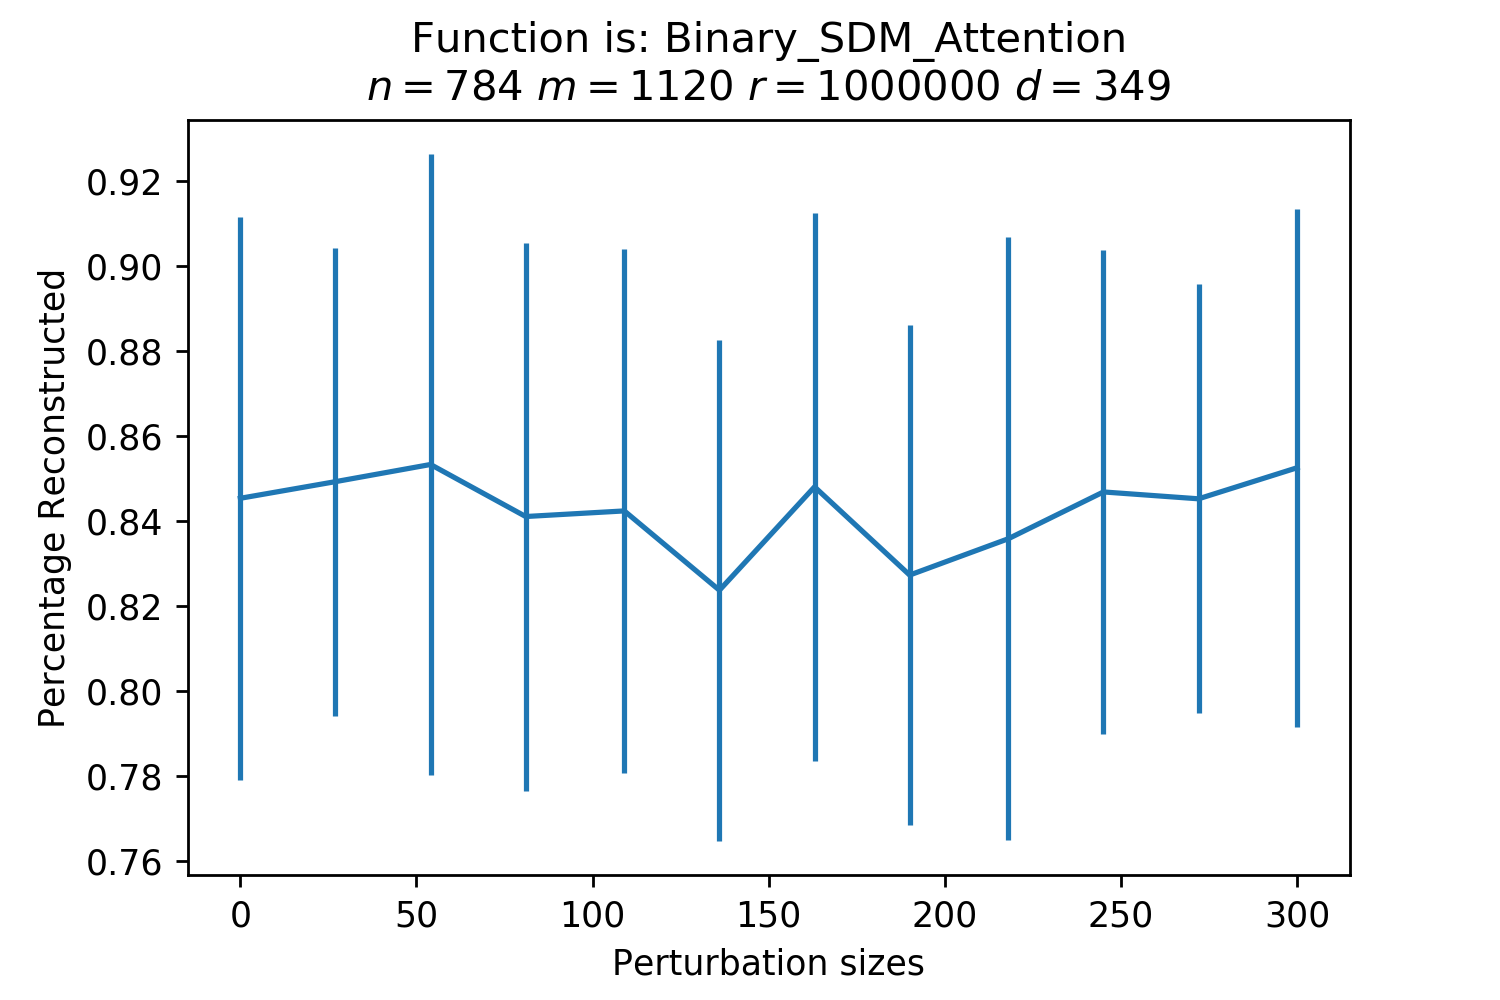 Function is: Binary_SDM_Attention
n = 784 m = 1120 r = 1000000 d = 349
Percentage Reconstructed
0.92
0.90
0.88
0.86
0.84
0.82
0.80
0.78
0.76
0 50 100 150 200 250 300
Perturbation sizes